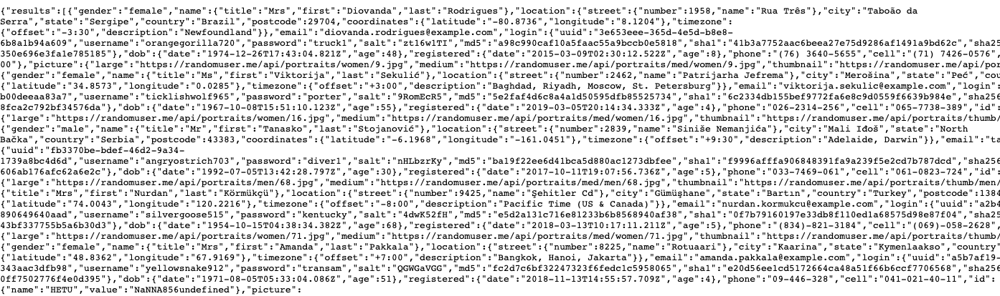 {"results":[{"gender":"female","name":{"title":"Mrs","first":"Diovanda","last":"Rodrigues"},"location":{"street":{"number":1958,"name":"Rua Três"},"city":"Taboão da
Serra","state":"Sergipe","country":"Brazil","postcode":29704,"coordinates":{"latitude":"-80.8736","longitude":"8.1204"},"timezone":
{"offset":"-3:30","description":"Newfoundland"}},"email":"diovanda.rodrigues@example.com","login":{"uuid":"3e653eee-365d-4e5d-b8e8-
6b8a1b94a609","username":"orangegorilla720","password":"truck1","salt":"zt16w1TI","md5":"a98c990caf10a5faac55a9bccb0e5818","sha1":"41b3a7752aac6beea27e75d9286af1491a9bd62c","sha25
350e696e3fa1e785185"},"dob":{"date":"1974-12-26T17:43:04.821Z","age":48},"registered":{"date":"2015-03-09T02:30:12.522Z","age":8},"phone":"(76) 3640-5655","cell":"(71) 7426-0576",
00"},"picture":{"large":"https://randomuser.me/api/portraits/women/9.jpg","medium":"https://randomuser.me/api/portraits/med/women/9.jpg","thumbnail":"https://randomuser.me/api/por
{"gender":"female","name":{"title":"Ms","first":"Viktorija","last":"Sekulić"},"location":{"street":{"number":2462,"name":"Patrijarha Jefrema"},"city":"Merošina","state":"Peć","cou
{"latitude":"34.8573","longitude":"0.0285"},"timezone":{"offset":"+3:00","description":"Baghdad, Riyadh, Moscow, St. Petersburg"}},"email":"viktorija.sekulic@example.com","login":
b00deeaa83a7","username":"ticklishwolf965","password":"porter","salt":"9RomEcR5","md5":"5e2faf4d6c8a4a1d50595dfb85525734","sha1":"6c2334db155bef9772fa6e8c9d0559f6639b984e","sha256
8fca2c792bf34576da"},"dob":{"date":"1967-10-08T15:51:10.123Z","age":55},"registered":{"date":"2019-03-05T20:14:34.333Z","age":4},"phone":"026-2314-256","cell":"065-7738-389","id":
{"large":"https://randomuser.me/api/portraits/women/16.jpg","medium":"https://randomuser.me/api/portraits/med/women/16.jpg","thumbnail":"https://randomuser.me/api/portraits/thumb/
{"gender":"male","name":{"title":"Mr","first":"Tanasko","last":"Stojanović"},"location":{"street":{"number":2839,"name":"Siniše Nemanjića"},"city":"Mali Iđoš","state":"North
Bačka","country":"Serbia","postcode":43383,"coordinates":{"latitude":"-6.1968","longitude":"-161.0451"},"timezone":{"offset":"+9:30","description":"Adelaide, Darwin"}},"email":"ta
{"uuid":"fb3370be-bdef-46d2-9a34-
1739a8bc4d6d","username":"angryostrich703","password":"diver1","salt":"nHLbzrKy","md5":"ba19f22ee6d41bca5d880ac1273dbfee","sha1":"f9996afffa906848391fa9a239f5e2cd7b787dcd","sha256
606ab176afc62a6e2c"},"dob":{"date":"1992-07-05T13:42:28.797Z","age":30},"registered":{"date":"2017-10-11T19:07:56.736Z","age":5},"phone":"033-7469-061","cell":"061-0823-724","id":
{"large":"https://randomuser.me/api/portraits/men/68.jpg","medium":"https://randomuser.me/api/portraits/med/men/68.jpg","thumbnail":"https://randomuser.me/api/portraits/thumb/men/
{"title":"Mrs","first":"Nurdan","last":"Körmükçü"},"location":{"street":{"number":9425,"name":"Şehitler Cd"},"city":"Gümüşhane","state":"Bartın","country":"Turkey","postcode":1384
{"latitude":"74.0043","longitude":"120.2216"},"timezone":{"offset":"-8:00","description":"Pacific Time (US & Canada)"}},"email":"nurdan.kormukcu@example.com","login":{"uuid":"a2b4
890649640aad","username":"silvergoose515","password":"kentucky","salt":"4dwK52fH","md5":"e5d2a131c716e81233b6b8568940af38","sha1":"0f7b79160197e33db8f110ed1a68575d98e87f04","sha25
43bf337755b5a6b30d3"},"dob":{"date":"1954-10-15T04:38:34.382Z","age":68},"registered":{"date":"2018-03-13T10:17:11.211Z","age":5},"phone":"(834)-821-3184","cell":"(069)-058-2628",
{"large":"https://randomuser.me/api/portraits/women/71.jpg","medium":"https://randomuser.me/api/portraits/med/women/71.jpg","thumbnail":"https://randomuser.me/api/portraits/thumb/
{"gender":"female","name":{"title":"Mrs","first":"Amanda","last":"Pakkala"},"location":{"street":{"number":8225,"name":"Rotuaari"},"city":"Kaarina","state":"Kymenlaakso","country"
{"latitude":"48.8362","longitude":"67.9169"},"timezone":{"offset":"+7:00","description":"Bangkok, Hanoi, Jakarta"}},"email":"amanda.pakkala@example.com","login":{"uuid":"a5b7af19-
343aac3dfb98","username":"yellowsnake912","password":"transam","salt":"QGWGaVGG","md5":"fc2d7c6bf32247323f6fedc1c5958065","sha1":"e20d56ee1cd5172664ca48a51f66b6ccf7706568","sha256
0ff7502776f4e0d395"},"dob":{"date":"1971-08-05T05:33:04.086Z","age":51},"registered":{"date":"2018-11-13T14:55:57.709Z","age":4},"phone":"09-446-328","cell":"041-021-40-11","id":
{"name":"HETU","value":"NaNNA856undefined"},"picture":